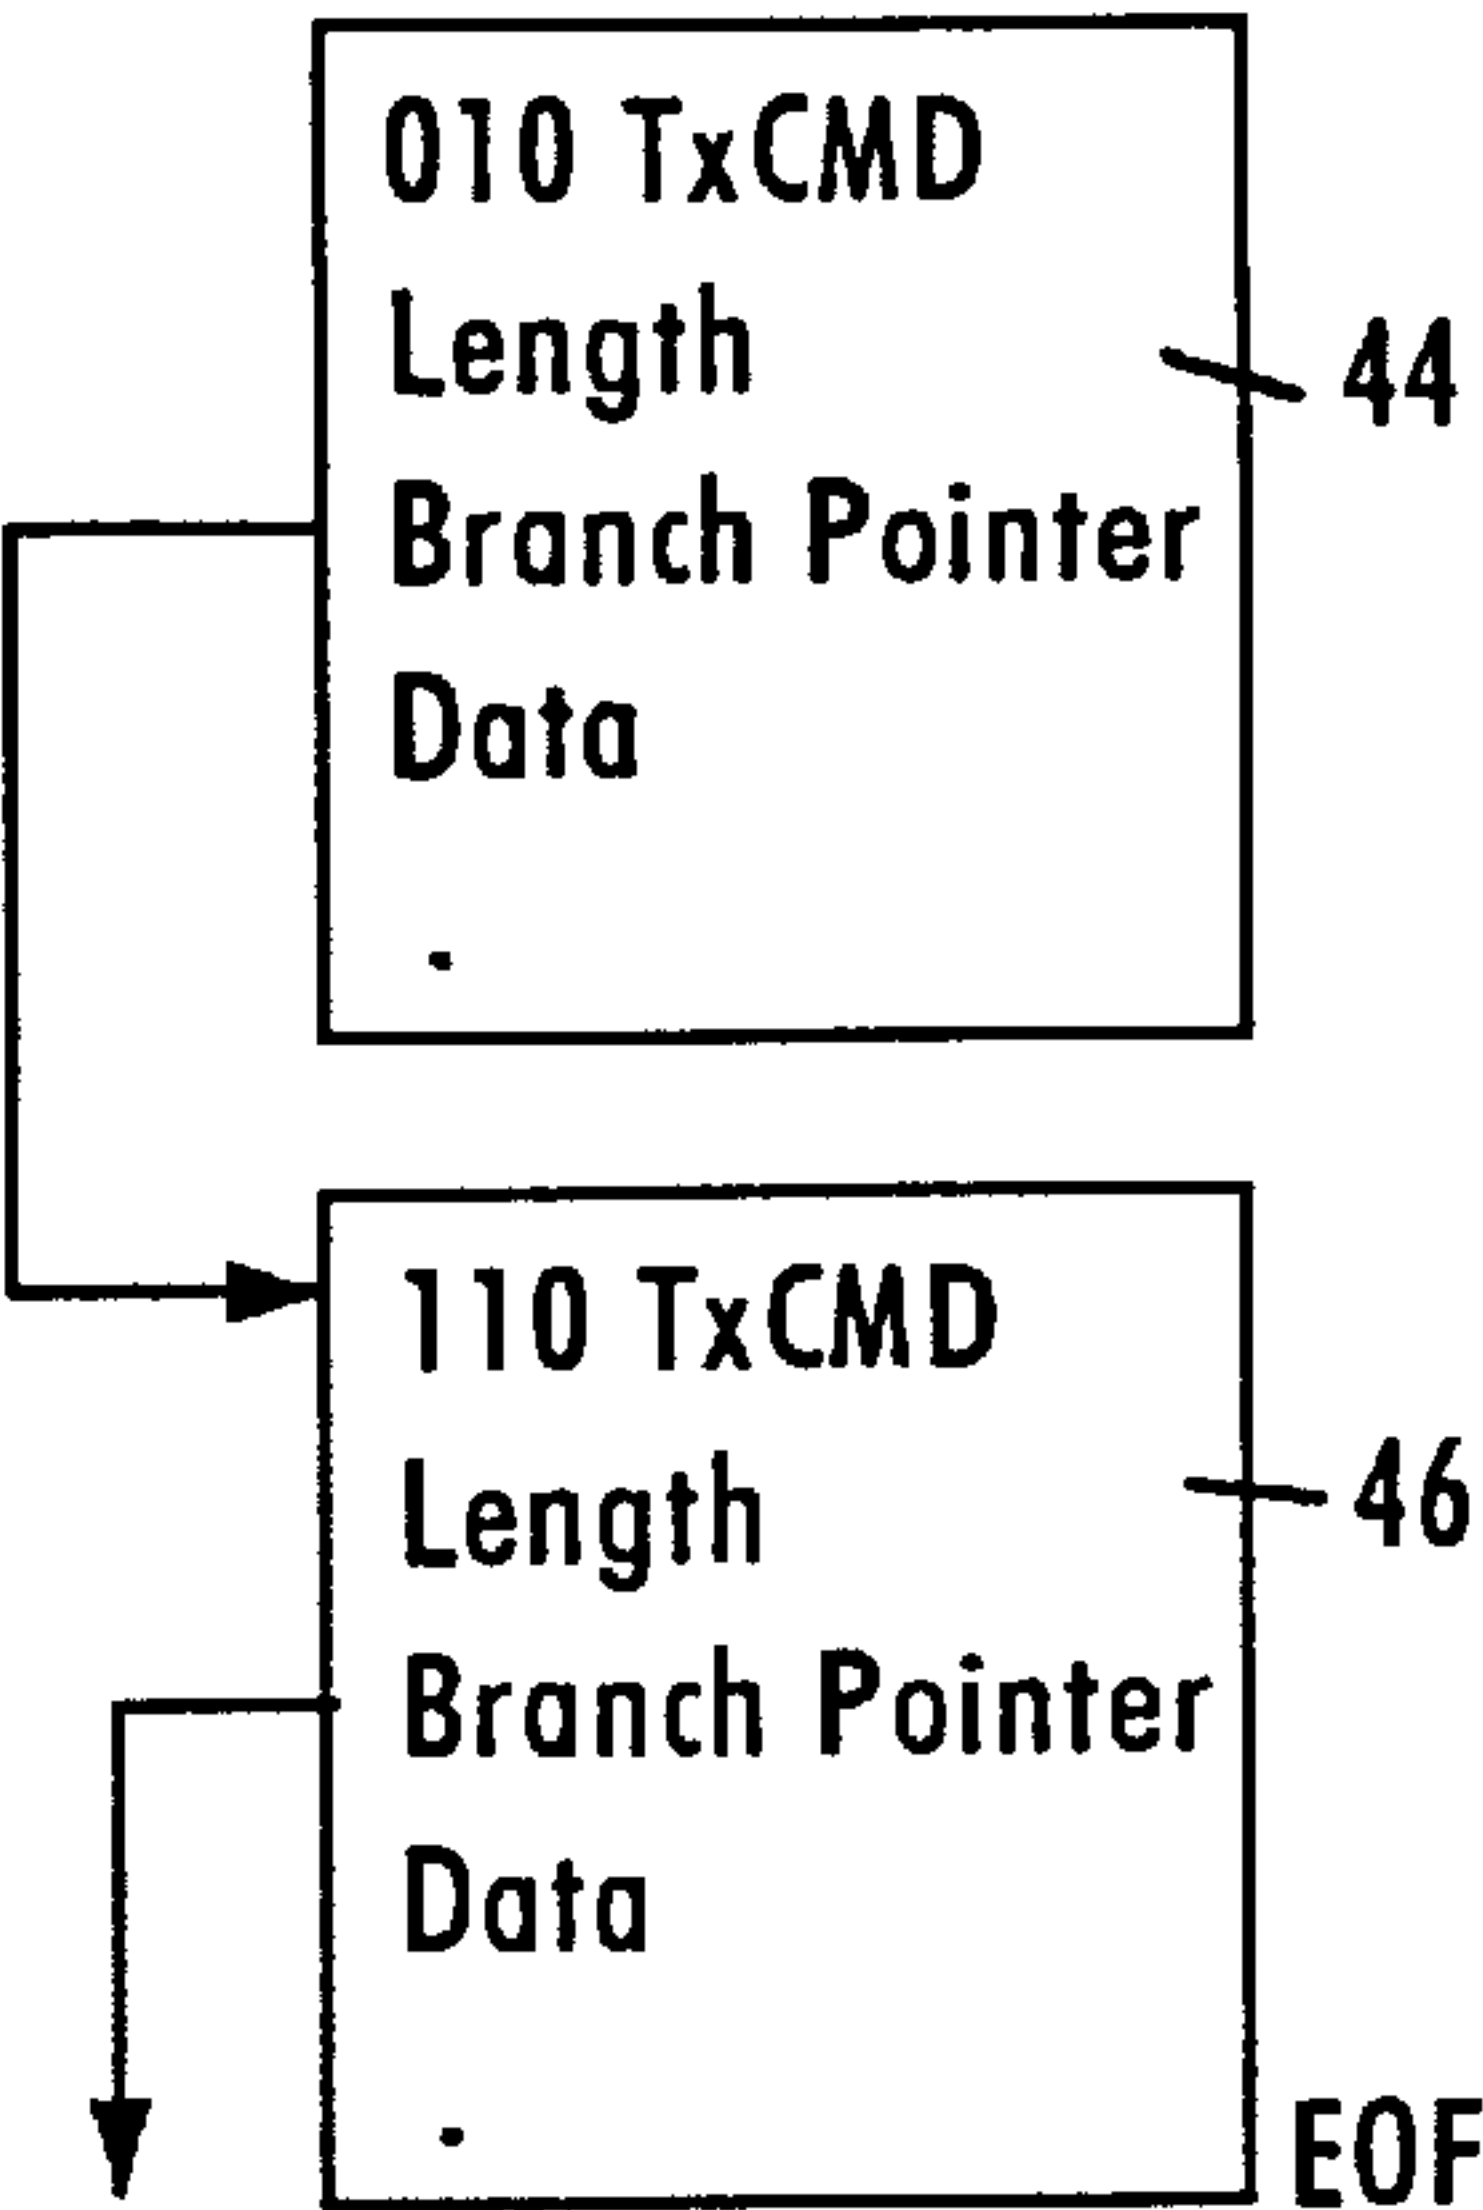 010 TxCMD
Length
44
Branch Pointer
Data
.
110 TxCMD
Length
46
Branch Pointer
Data
.
EOF